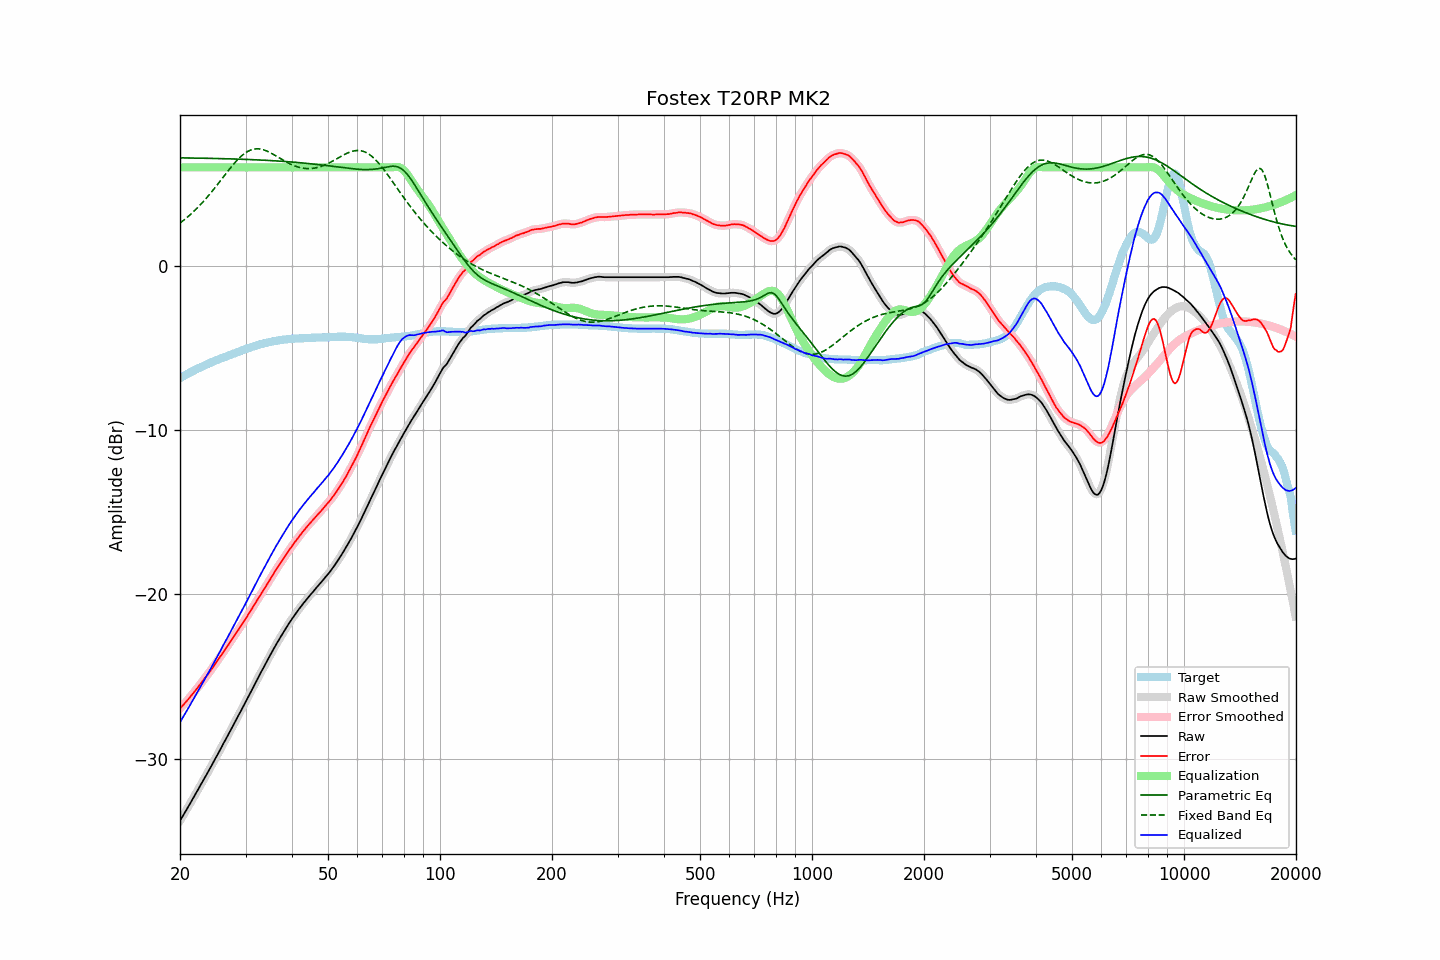 Fostex T20RP MK2
0
−10
−20
−30
Amplitude (dBr)
20
50
100
200
500
1000
2000
5000
10000
20000
Frequency (Hz)
Target
Raw Smoothed
Error Smoothed
Raw
Error
Equalization
Parametric Eq
Fixed Band Eq
Equalized